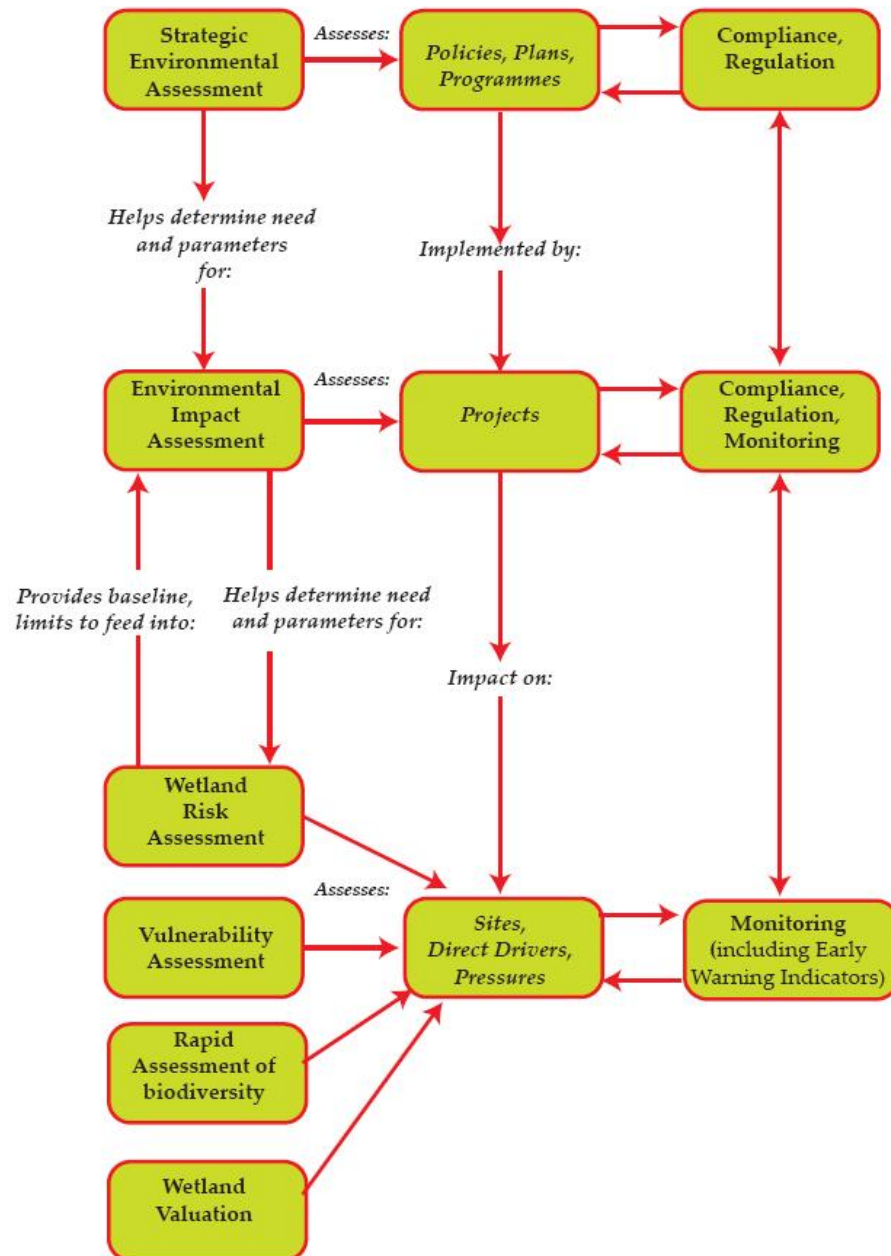 Strategic
Environmental
Assessment
Assesses:
Policies, Plans,
Programmes
Compliance,
Regulation
Helps determine need
and parameters
for:
Implemented by:
Environmental
Impact
Assessment
Assesses:
Projects
Compliance,
Regulation,
Monitoring
Provides baseline,
limits to feed into:
Helps determine need
and parameters for:
Impact on:
Wetland
Risk
Assessment
Assesses:
Vulnerability
Assessment
Sites,
Direct Drivers,
Pressures
Monitoring
(including Early
Warning Indicators)
Rapid
Assessment of
biodiversity
Wetland
Valuation